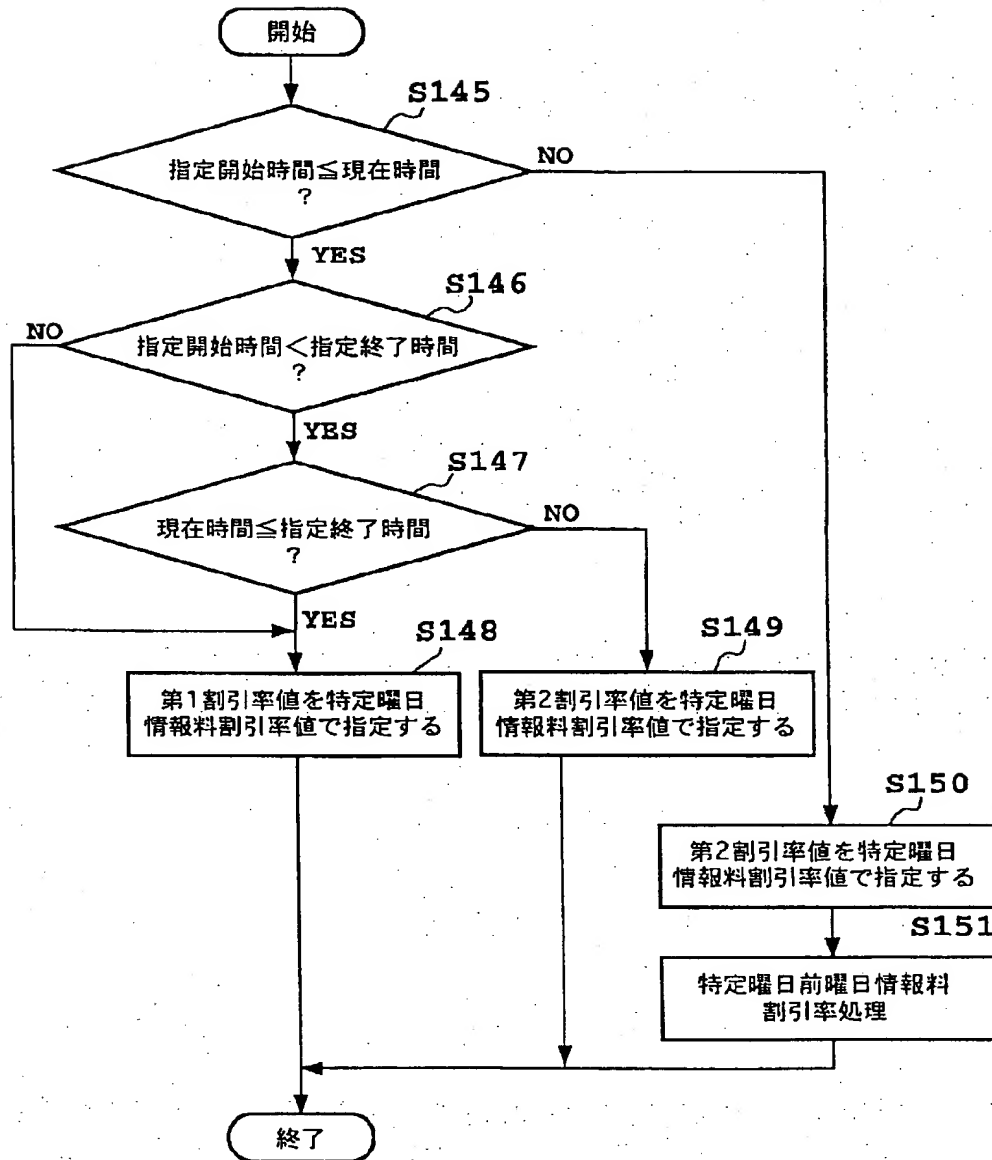 開始
S145
指定開始時間≦現在時間
?
NO
YES
S146
NO
指定開始時間<指定終了時間
?
YES
S147
現在時間≦指定終了時間
?
NO
YES
S148
第1割引率値を特定曜日
情報料割引率値で指定する
S149
第2割引率値を特定曜日
情報料割引率値で指定する
S150
第2割引率値を特定曜日
情報料割引率値で指定する
S151
特定曜日前曜日情報料
割引率処理
終了